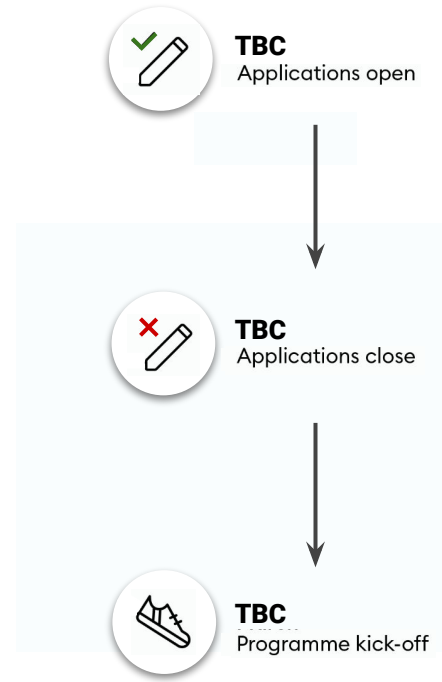 TBC
Applications open
TBC
Applications close
TBC
Programme kick-off